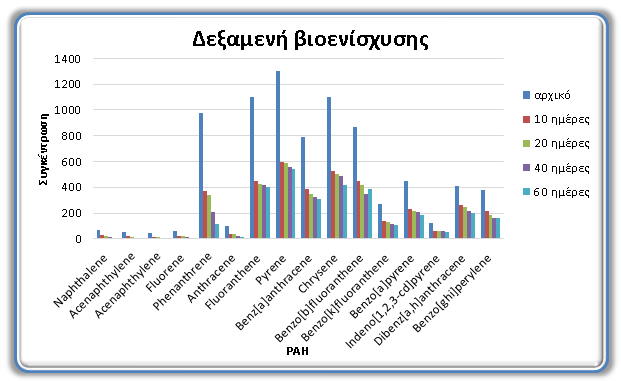 Δεξαμενή βιοενίσχυσης
1400
1200
1000
800
600
400
200
0
Συγκέντρωση
Naphthalene
Acenaphthylene
Acenaphthylene
Fluorene
Phenanthrene
Anthracene
Fluoranthene
Pyrene
Benz[a]anthracene
Chrysene
Benzo[b]fluoranthene
Benzo[k]fluoranthene
Benzo(a]pyrene
Indeno[1,2,3-cd]pyrene
Dibenz[a,h]anthracene
Benzo[ghi]perylene
PAH
αρχικό
10 ημέρες
20 ημέρες
40 ημέρες
60 ημέρες